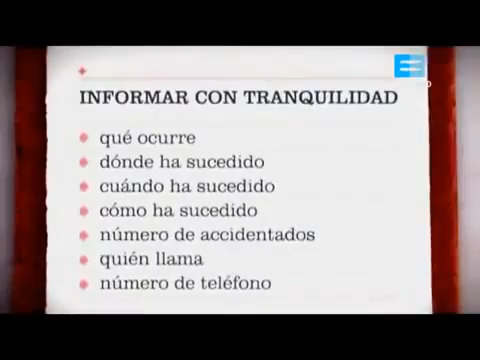 INFORMAR CON TRANQUILIDAD
qué ocurre
dónde ha sucedido
cuándo ha sucedido
cómo ha sucedido
número de accidentados
quién llama
número de teléfono